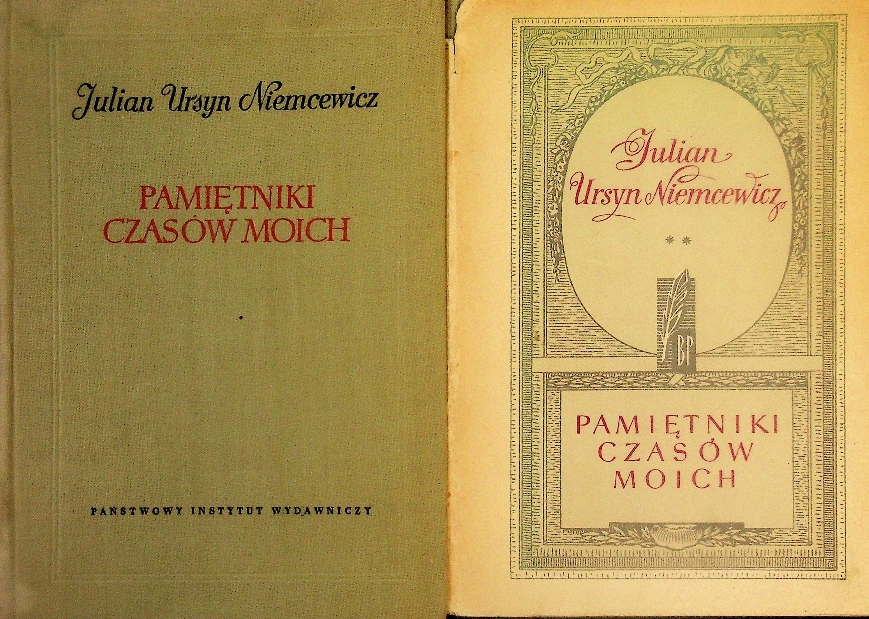 Julian Ursyn Niemcewicz
PAMIĘTNIKI
CZASÓW MOICH
PAŃSTWOWY INSTYTUT WYDAWNICZY
Julian
Ursyn Niemcewicz
* *
BP
PAMIĘTNIKI
CZASÓW
MOICH